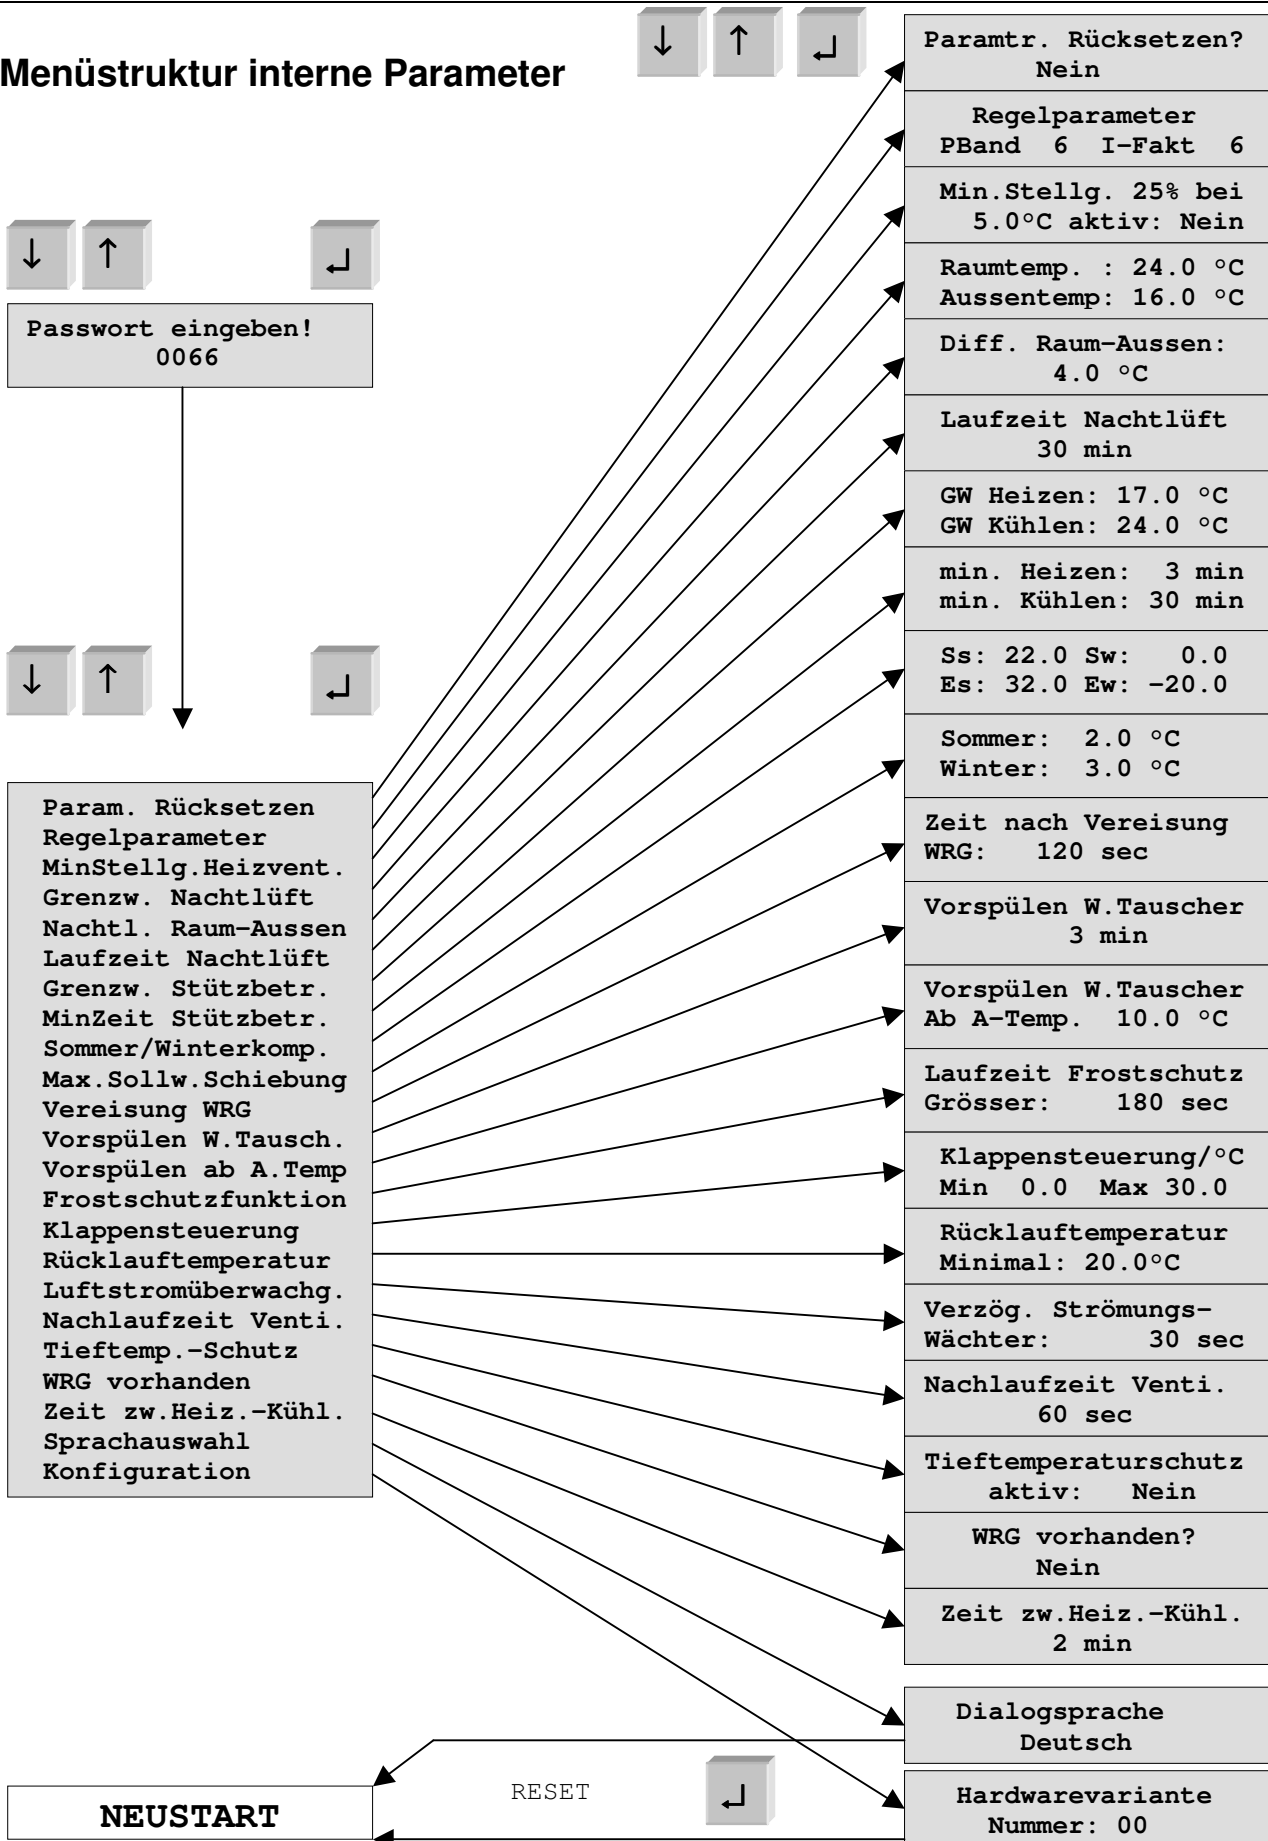 Menüstruktur interne Parameter
↓ ↑ ↵
↓ ↑ ↵
Passwort eingeben!
0066
↓ ↑ ↵
Param. Rücksetzen
Regelparameter
MinStellg.Heizvent.
Grenzw. Nachtlüft
Nachtl. Raum-Aussen
Laufzeit Nachtlüft
Grenzw. Stützbetr.
MinZeit Stützbetr.
Sommer/Winterkomp.
Max.Sollw.Schiebung
Vereisung WRG
Vorspülen W.Tausch.
Vorspülen ab A.Temp
Frostschutzfunktion
Klappensteuerung
Rücklauftemperatur
Luftstromüberwachg.
Nachlaufzeit Venti.
Tieftemp.-Schutz
WRG vorhanden
Zeit zw.Heiz.-Kühl.
Sprachauswahl
Konfiguration
Paramtr. Rücksetzen?
Nein
Regelparameter
PBand 6 I-Fakt 6
Min.Stellg. 25% bei
5.0°C aktiv: Nein
Raumtemp. : 24.0 °C
Aussentemp: 16.0 °C
Diff. Raum-Aussen:
4.0 °C
Laufzeit Nachtlüft
30 min
GW Heizen: 17.0 °C
GW Kühlen: 24.0 °C
min. Heizen: 3 min
min. Kühlen: 30 min
Ss: 22.0 Sw: 0.0
Es: 32.0 Ew: -20.0
Sommer: 2.0 °C
Winter: 3.0 °C
Zeit nach Vereisung
WRG: 120 sec
Vorspülen W.Tauscher
3 min
Vorspülen W.Tauscher
Ab A-Temp. 10.0 °C
Laufzeit Frostschutz
Grösser: 180 sec
Klappensteuerung/°C
Min 0.0 Max 30.0
Rücklauftemperatur
Minimal: 20.0°C
Verzög. Strömungs-
Wächter: 30 sec
Nachlaufzeit Venti.
60 sec
Tieftemperaturschutz
aktiv: Nein
WRG vorhanden?
Nein
Zeit zw.Heiz.-Kühl.
2 min
Dialogsprache
Deutsch
Hardwarevariante
Nummer: 00
RESET ↵
NEUSTART